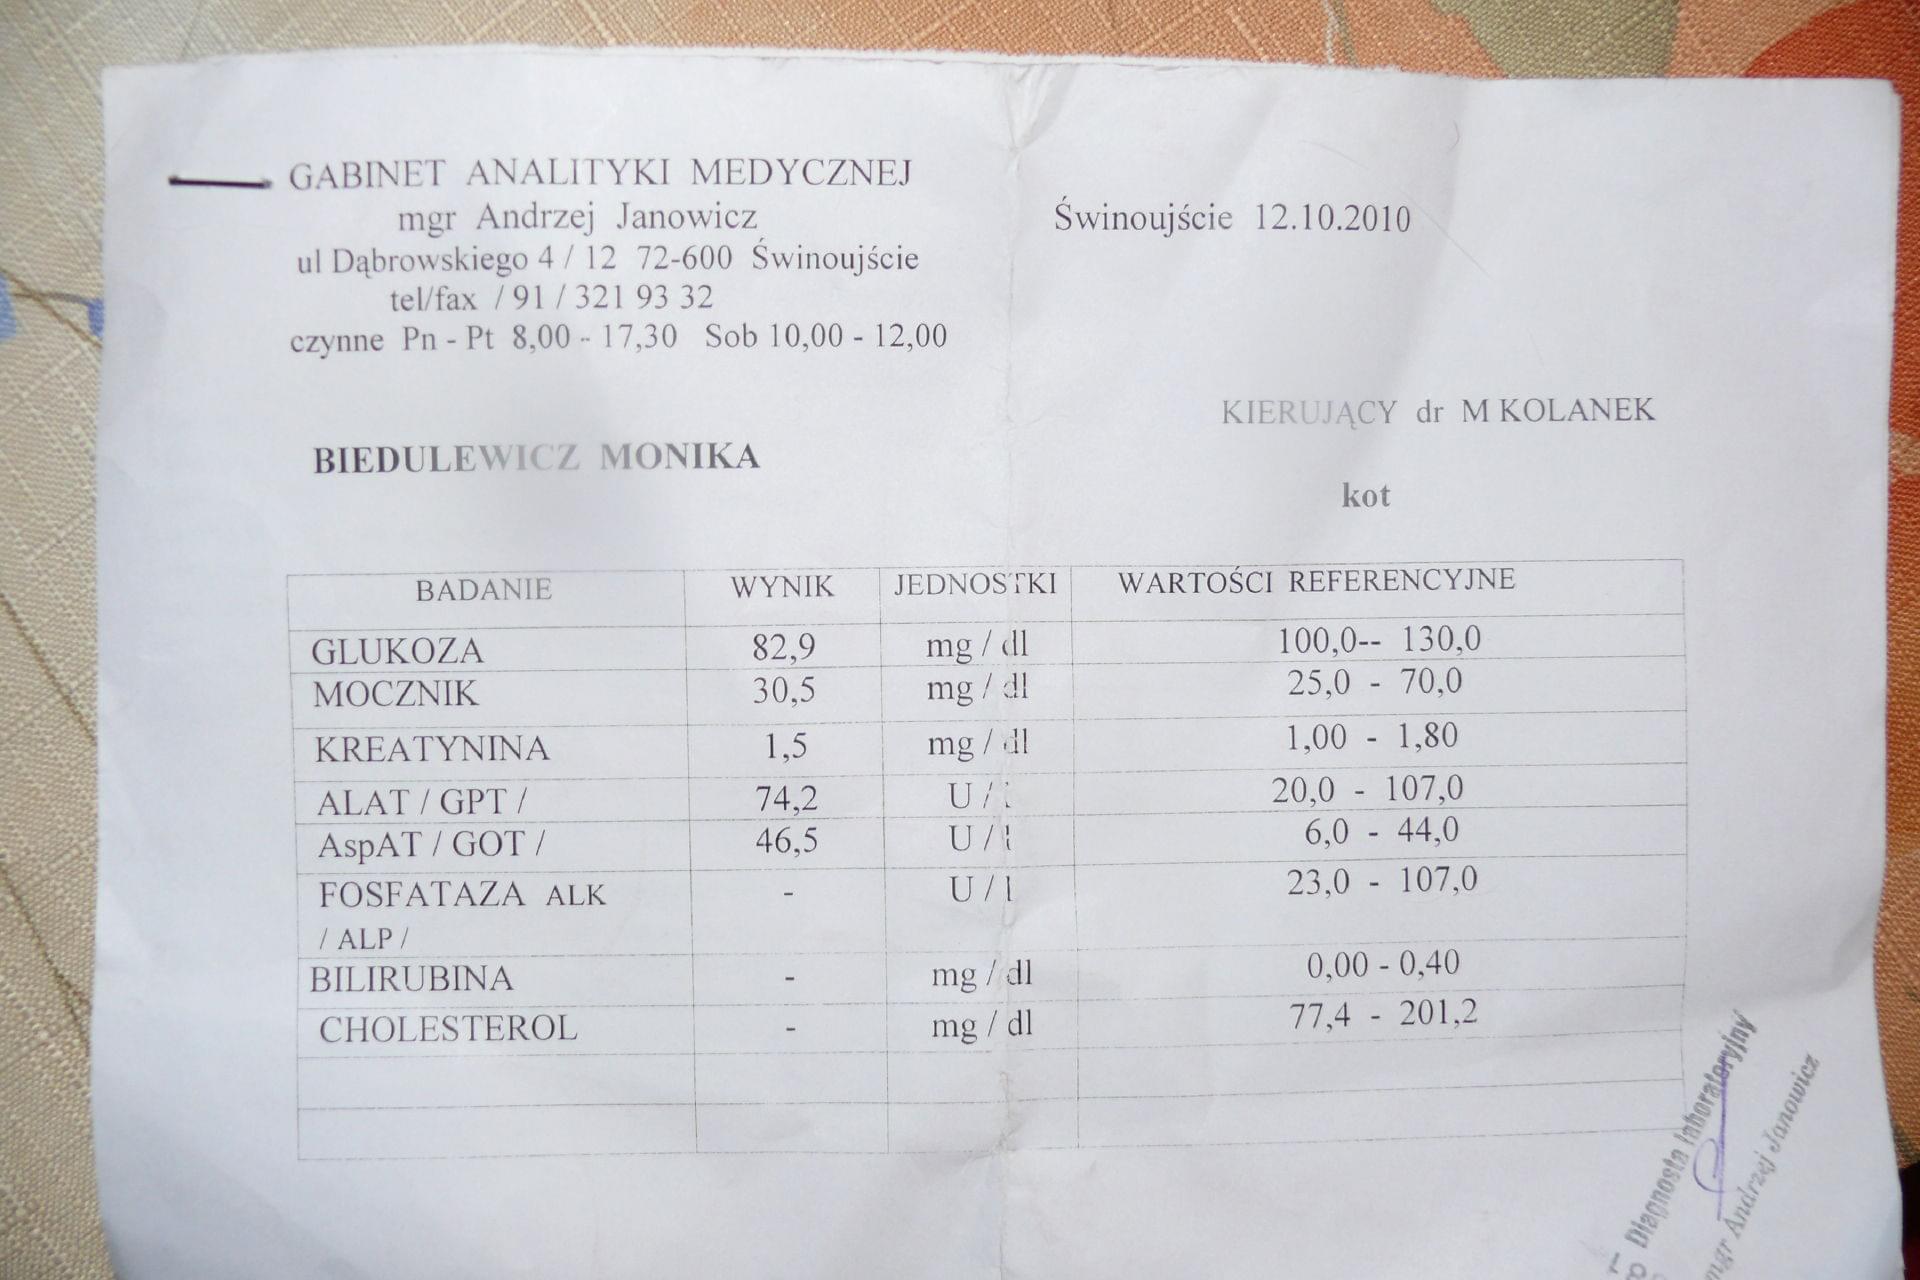 GABINET ANALITYKI MEDYCZNEJ
mgr Andrzej Janowicz
ul Dąbrowskiego 4 / 12 72-600 Świnoujście
tel/fax / 91 / 321 93 32
czynne Pn - Pt 8,00 - 17,30 Sob 10,00 - 12,00
Świnoujście 12.10.2010
KIERUJĄCY dr M KOLANEK
BIEDULEWICZ MONIKA
kot
BADANIE WYNIK JEDNOSTKI WARTOŚCI REFERENCYJNE
GLUKOZA 82,9 mg / dl 100,0-- 130,0
MOCZNIK 30,5 mg / dl 25,0 - 70,0
KREATYNINA 1,5 mg / dl 1,00 - 1,80
ALAT / GPT / 74,2 U / l 20,0 - 107,0
AspAT / GOT / 46,5 U / l 6,0 - 44,0
FOSFATAZA ALK - U / l 23,0 - 107,0
/ ALP /
BILIRUBINA - mg / dl 0,00 - 0,40
CHOLESTEROL - mg / dl 77,4 - 201,2
Diagnosta laboratoryjny
mgr Andrzej Janowicz